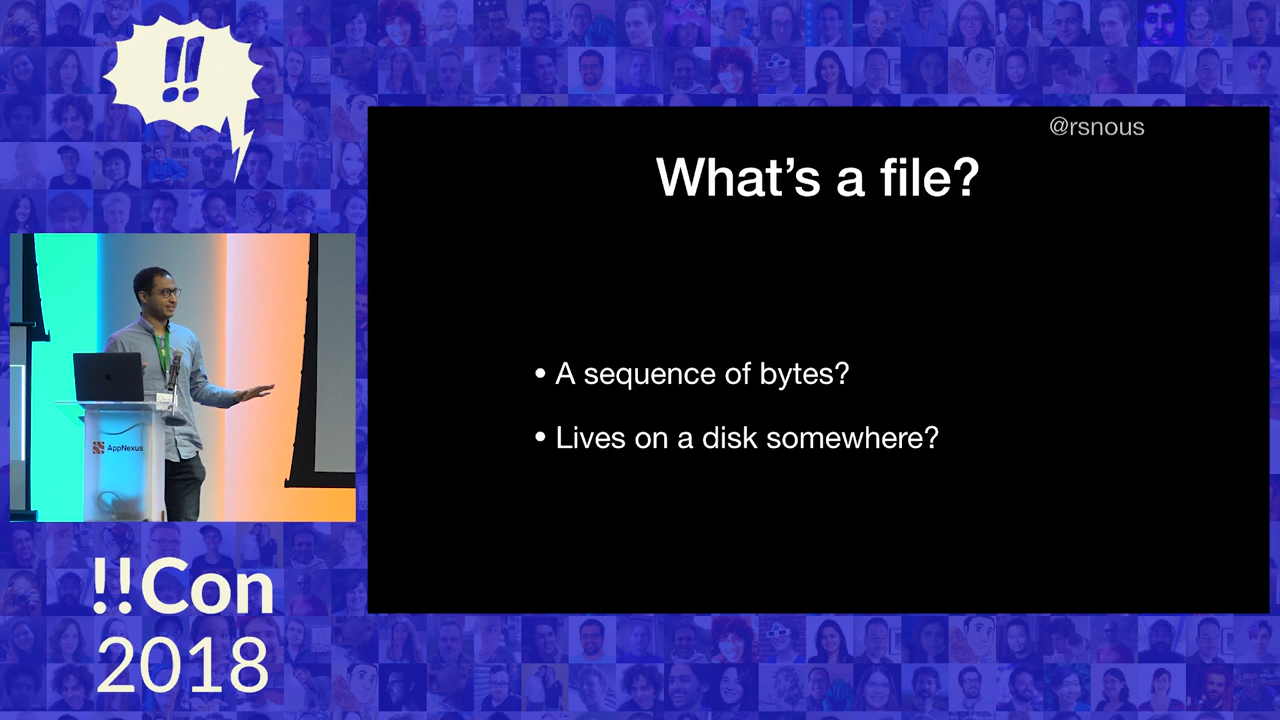 !!
@rsnous
What's a file?
• A sequence of bytes?
• Lives on a disk somewhere?
AppNexus
!!Con
2018